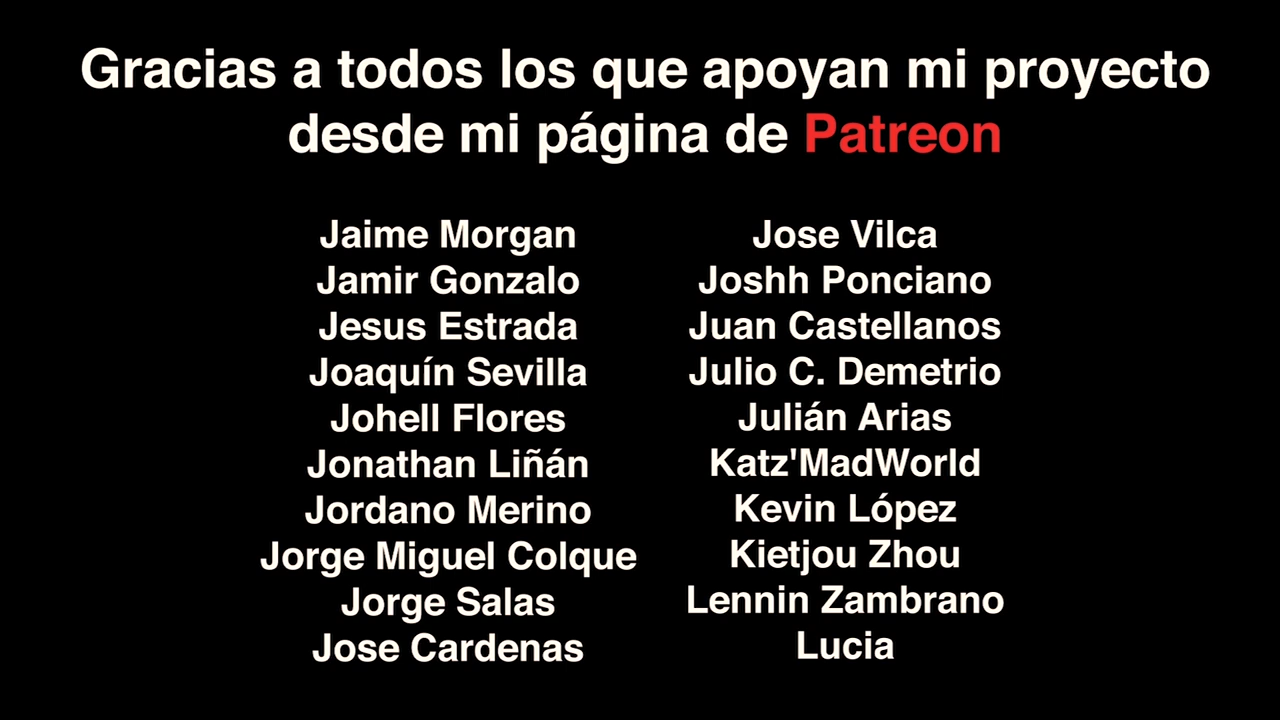 Gracias a todos los que apoyan mi proyecto
desde mi página de Patreon
Jaime Morgan
Jamir Gonzalo
Jesus Estrada
Joaquín Sevilla
Johell Flores
Jonathan Liñán
Jordano Merino
Jorge Miguel Colque
Jorge Salas
Jose Cardenas
Jose Vilca
Joshh Ponciano
Juan Castellanos
Julio C. Demetrio
Julián Arias
Katz'MadWorld
Kevin López
Kietjou Zhou
Lennin Zambrano
Lucia